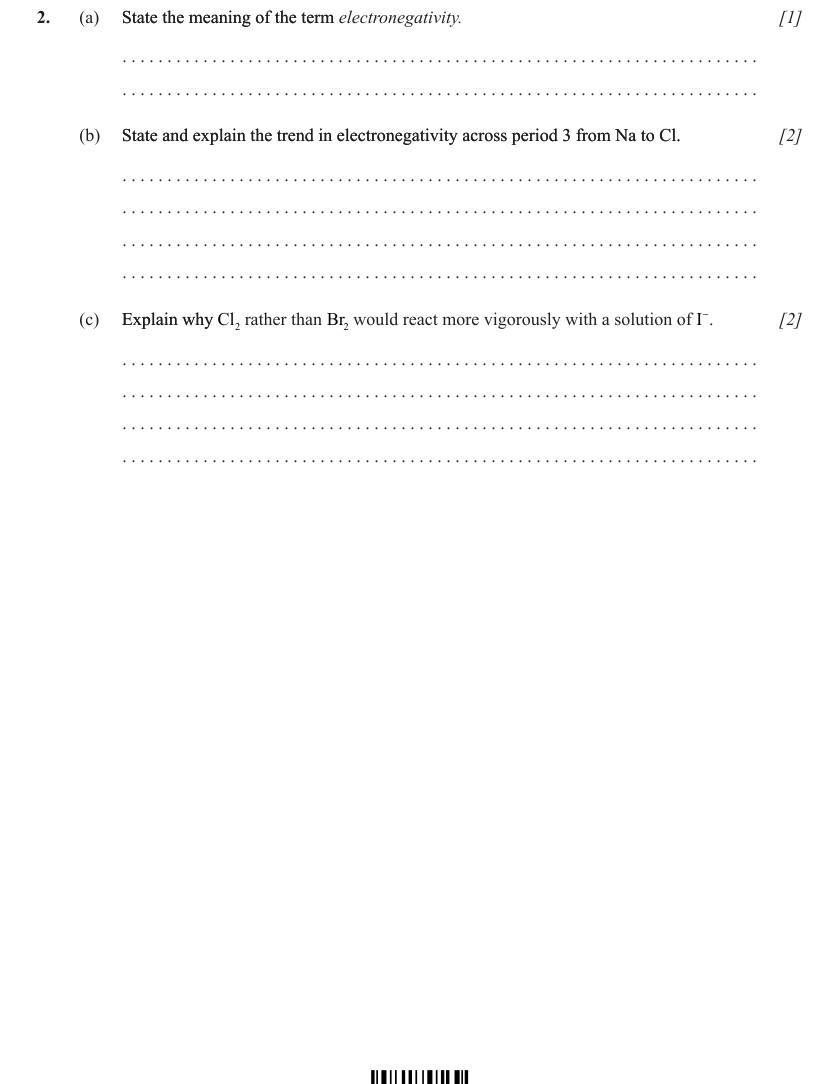 2. (a) State the meaning of the term electronegativity. [1]
(b) State and explain the trend in electronegativity across period 3 from Na to Cl. [2]
(c) Explain why Cl₂ rather than Br₂ would react more vigorously with a solution of I⁻. [2]